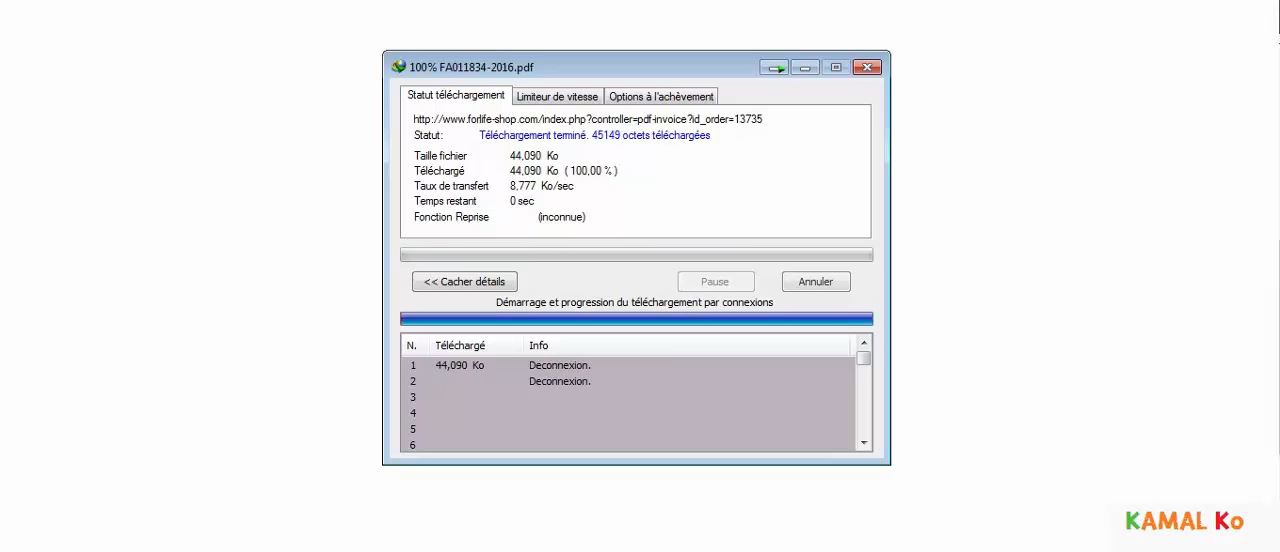 100% FA011834-2016.pdf
Statut téléchargement
Limiteur de vitesse
Options à l'achèvement
http://www.forlife-shop.com/index.php?controller=pdf-invoice?id_order=13735
Statut: Téléchargement terminé. 45149 octets téléchargées
Taille fichier 44,090 Ko
Téléchargé 44,090 Ko ( 100,00 % )
Taux de transfert 8,777 Ko/sec
Temps restant 0 sec
Fonction Reprise (inconnue)
<< Cacher détails
Pause
Annuler
Démarrage et progression du téléchargement par connexions
N. Téléchargé Info
1 44,090 Ko Deconnexion.
2 Deconnexion.
3
4
5
6
KAMAL Ko